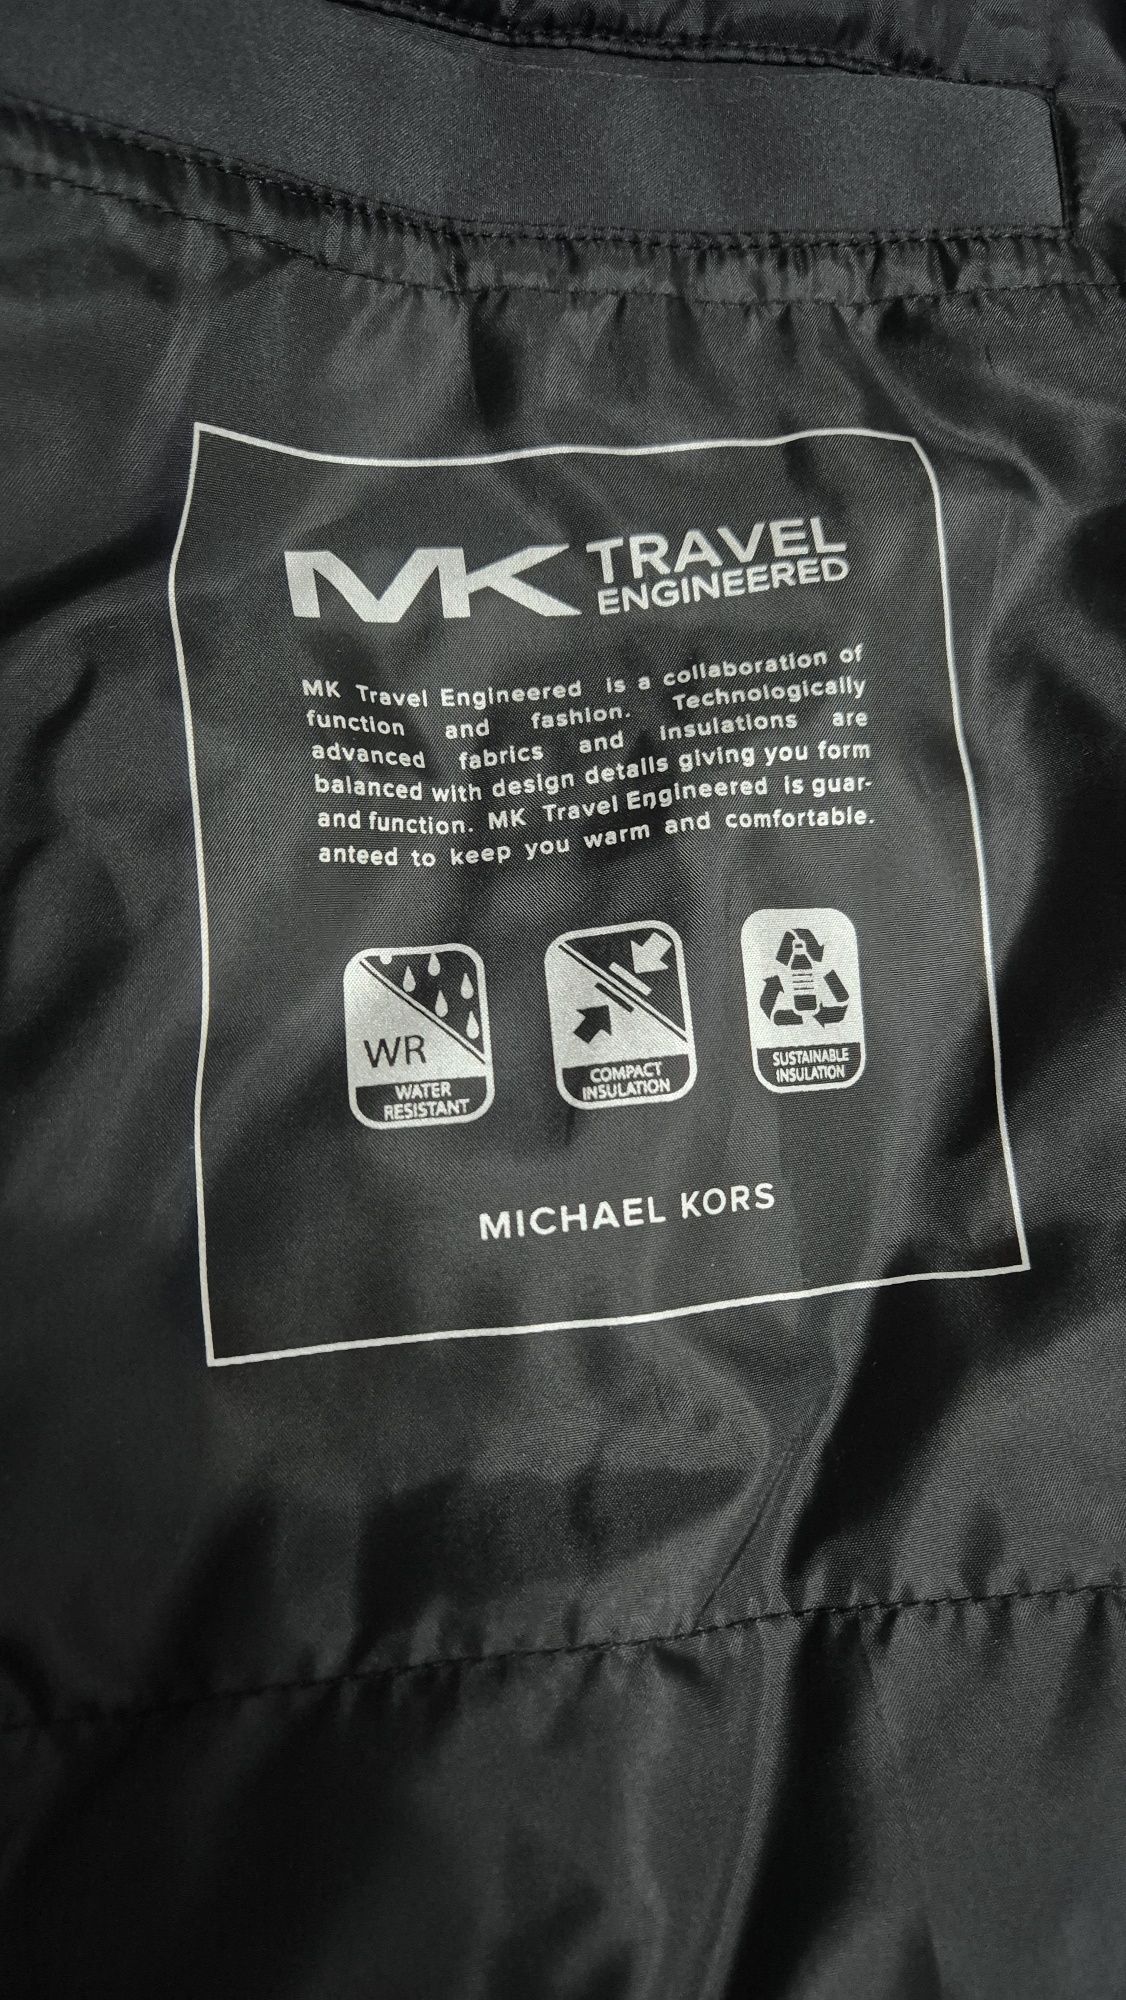 MK TRAVEL
ENGINEERED
MK Travel Engineered is a collaboration of
function and fashion. Technologically
advanced fabrics and insulations are
balanced with design details giving you form
and function. MK Travel Engineered is guar-
anteed to keep you warm and comfortable.
WR
WATER
RESISTANT
COMPACT
INSULATION
SUSTAINABLE
INSULATION
MICHAEL KORS